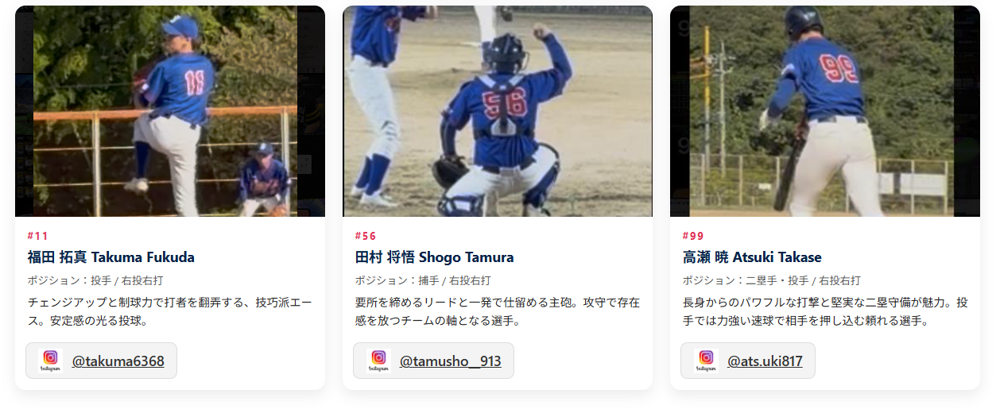 11
56
99
#11
福田 拓真 Takuma Fukuda
ポジション：投手 / 右投右打
チェンジアップと制球力で打者を翻弄する、技巧派エー
ス。安定感の光る投球。
Instagram
@takuma6368
#56
田村 将悟 Shogo Tamura
ポジション：捕手 / 右投右打
要所を締めるリードと一発で仕留める主砲。攻守で存在
感を放つチームの軸となる選手。
Instagram
@tamusho__913
#99
高瀬 暁 Atsuki Takase
ポジション：二塁手・投手 / 右投右打
長身からのパワフルな打撃と堅実な二塁守備が魅力。投
手では力強い速球で相手を押し込む頼れる選手。
Instagram
@ats.uki817